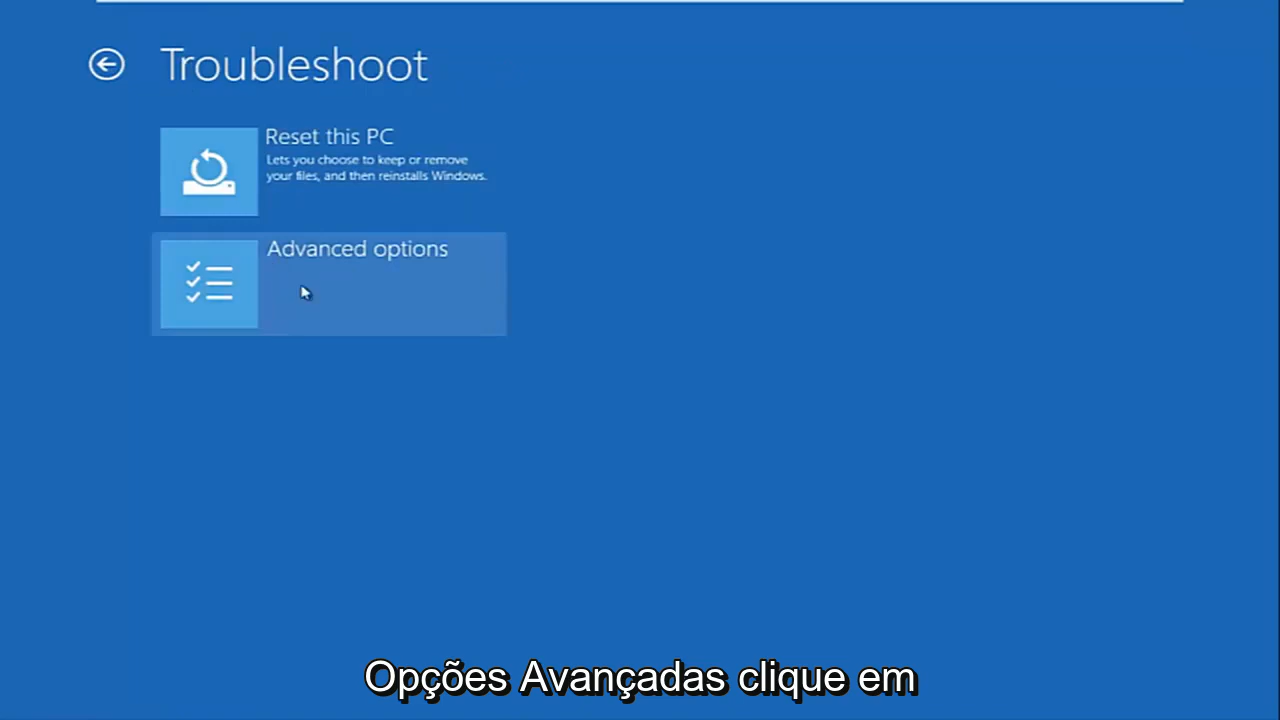 Troubleshoot
Reset this PC
Lets you choose to keep or remove
your files, and then reinstalls Windows.
Advanced options
Opções Avançadas clique em